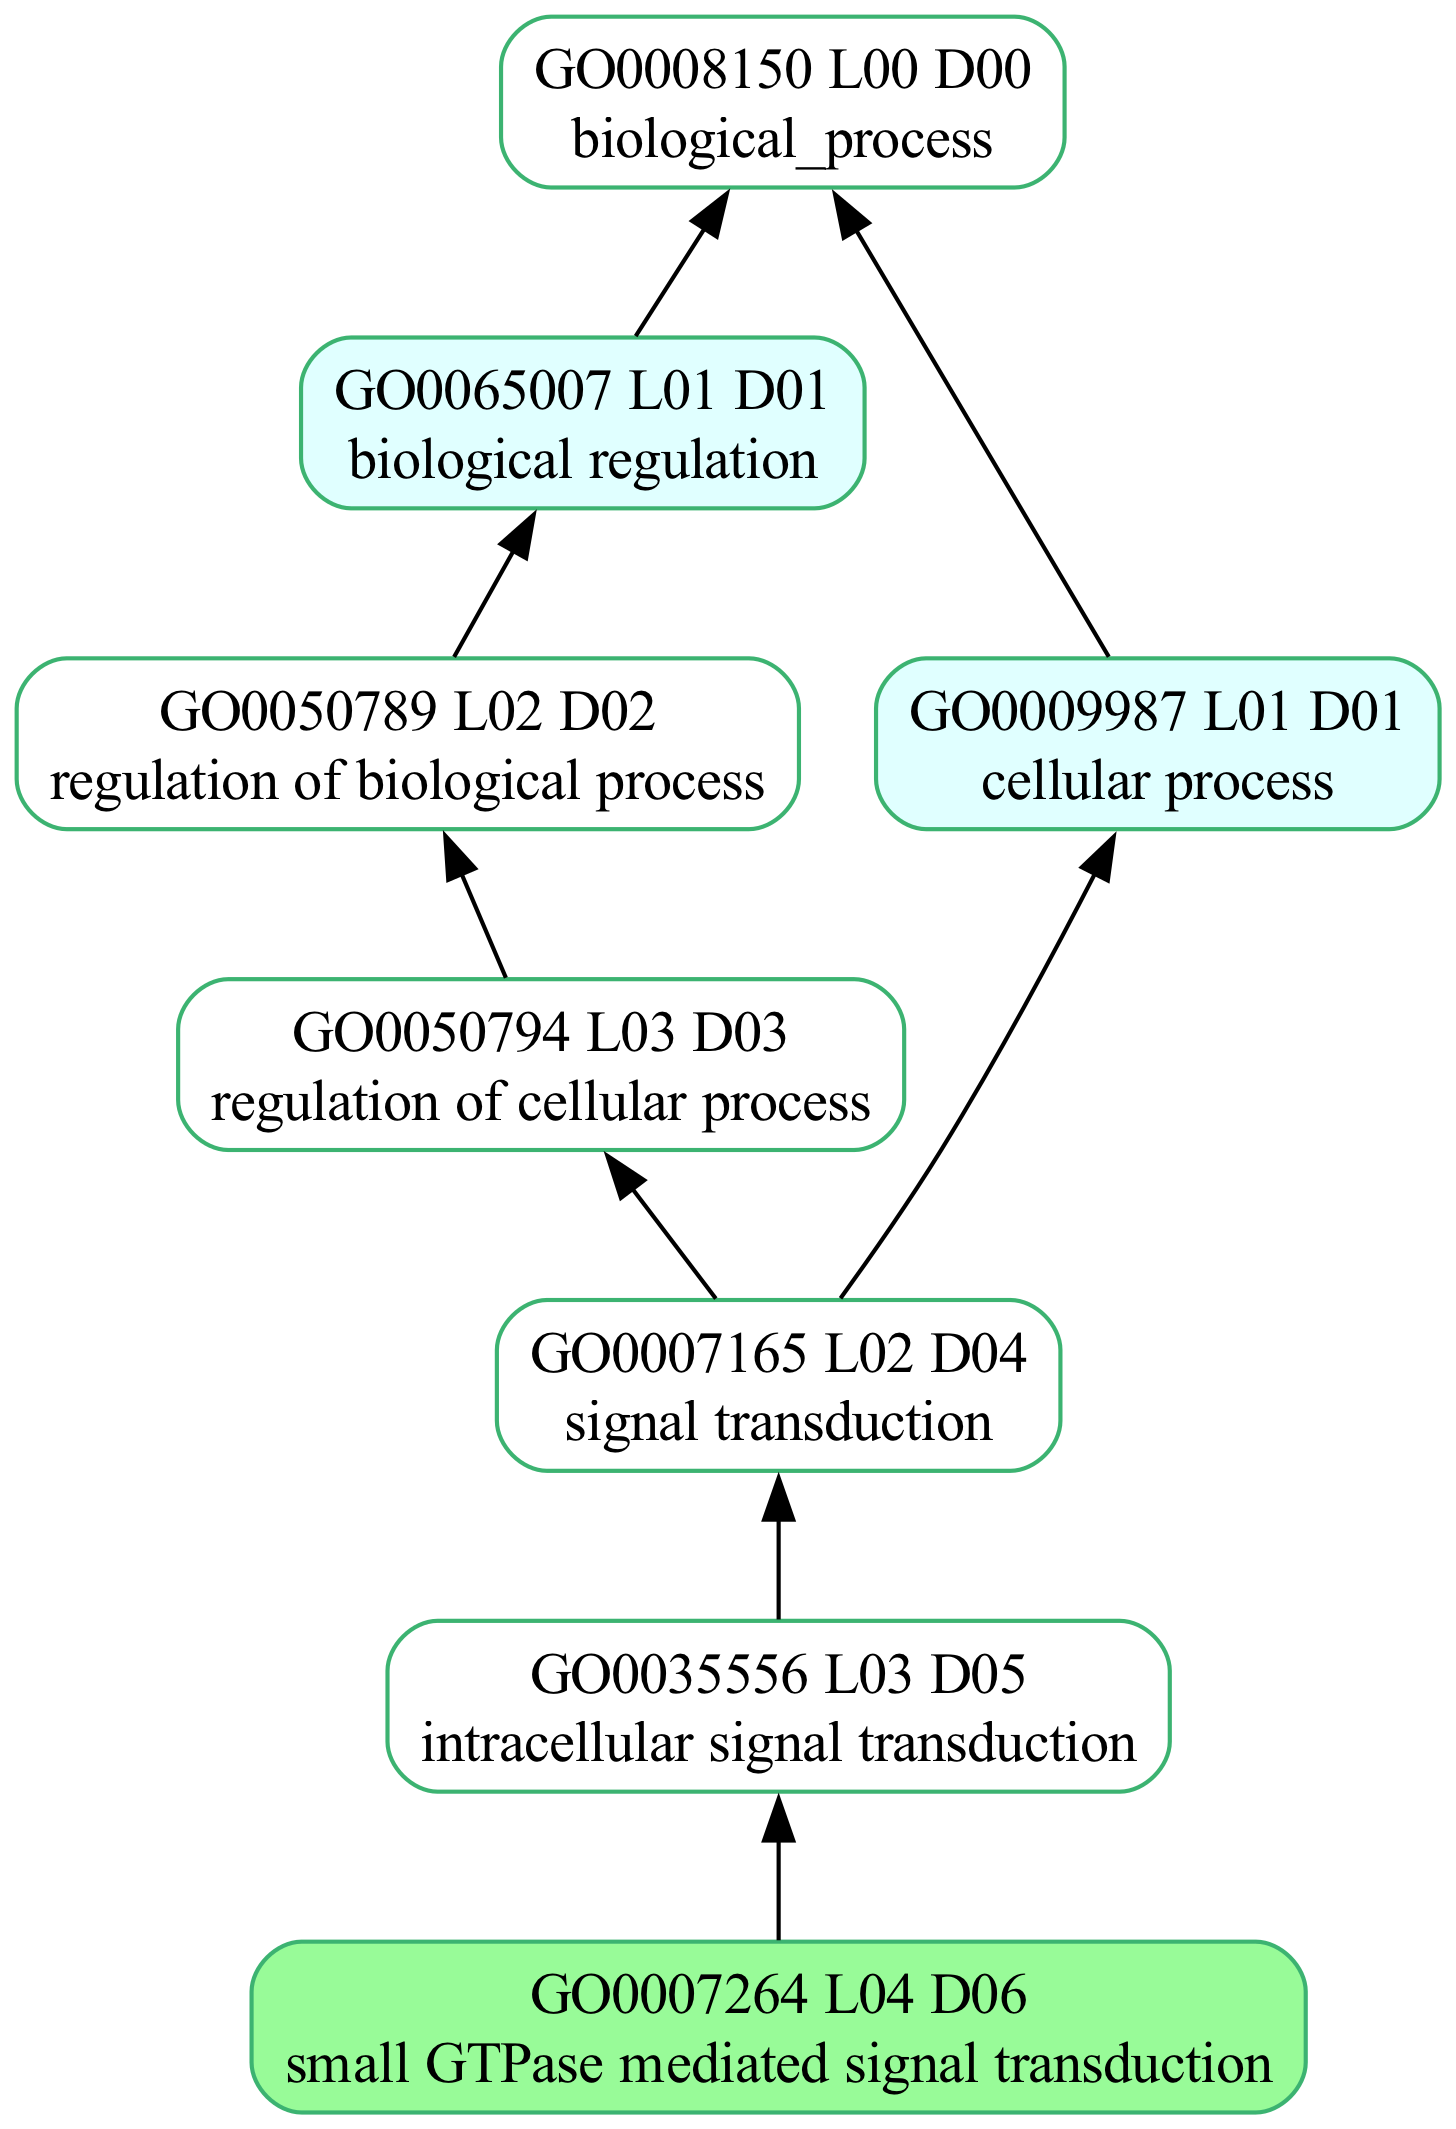 GO0008150 L00 D00
biological_process
GO0065007 L01 D01
biological regulation
GO0050789 L02 D02
regulation of biological process
GO0009987 L01 D01
cellular process
GO0050794 L03 D03
regulation of cellular process
GO0007165 L02 D04
signal transduction
GO0035556 L03 D05
intracellular signal transduction
GO0007264 L04 D06
small GTPase mediated signal transduction